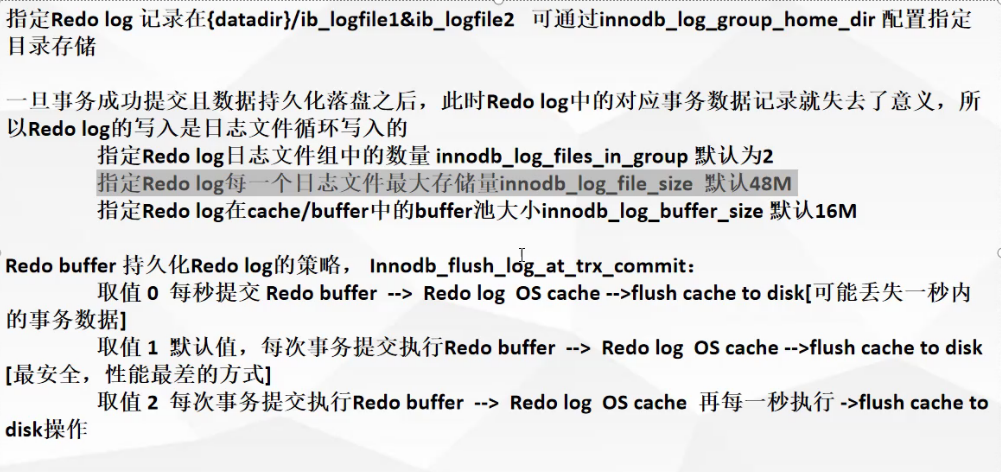 指定Redo log 记录在{datadir}/ib_logfile1&ib_logfile2 可通过innodb_log_group_home_dir 配置指定
目录存储
一旦事务成功提交且数据持久化落盘之后，此时Redo log中的对应事务数据记录就失去了意义，所
以Redo log的写入是日志文件循环写入的
指定Redo log日志文件组中的数量 innodb_log_files_in_group 默认为2
指定Redo log每一个日志文件最大存储量innodb_log_file_size 默认48M
指定Redo log在cache/buffer中的buffer池大小innodb_log_buffer_size 默认16M
Redo buffer 持久化Redo log的策略， Innodb_flush_log_at_trx_commit：
取值 0 每秒提交 Redo buffer --> Redo log OS cache -->flush cache to disk[可能丢失一秒内
的事务数据]
取值 1 默认值，每次事务提交执行Redo buffer --> Redo log OS cache -->flush cache to disk
[最安全，性能最差的方式]
取值 2 每次事务提交执行Redo buffer --> Redo log OS cache 再每一秒执行 ->flush cache to
disk操作